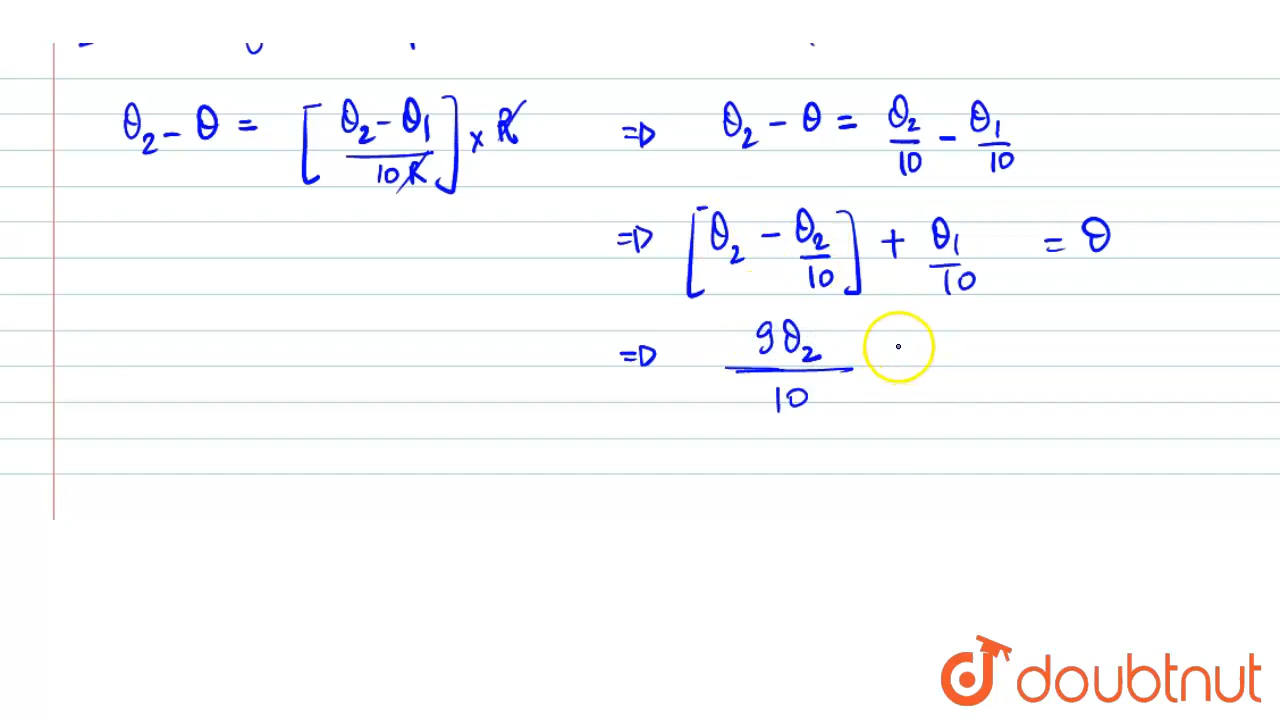 θ₂ - θ = [θ₂ - θ₁ / 10R] × R ⇒ θ₂ - θ = θ₂/10 - θ₁/10
⇒ [θ₂ - θ₂/10] + θ₁/10 = θ
⇒ 9θ₂/10
doubtnut